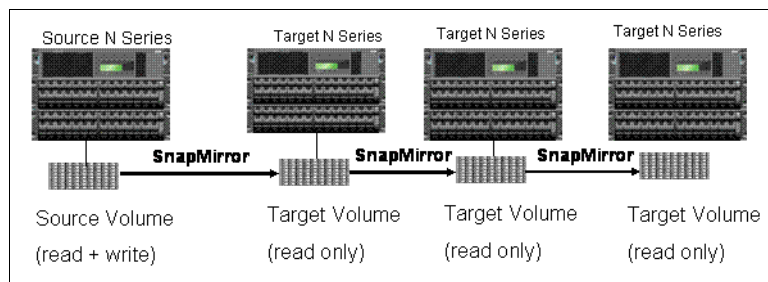 Source N Series Target N Series Target N Series Target N Series
SnapMirror SnapMirror SnapMirror
Source Volume Target Volume Target Volume Target Volume
(read + write) (read only) (read only) (read only)